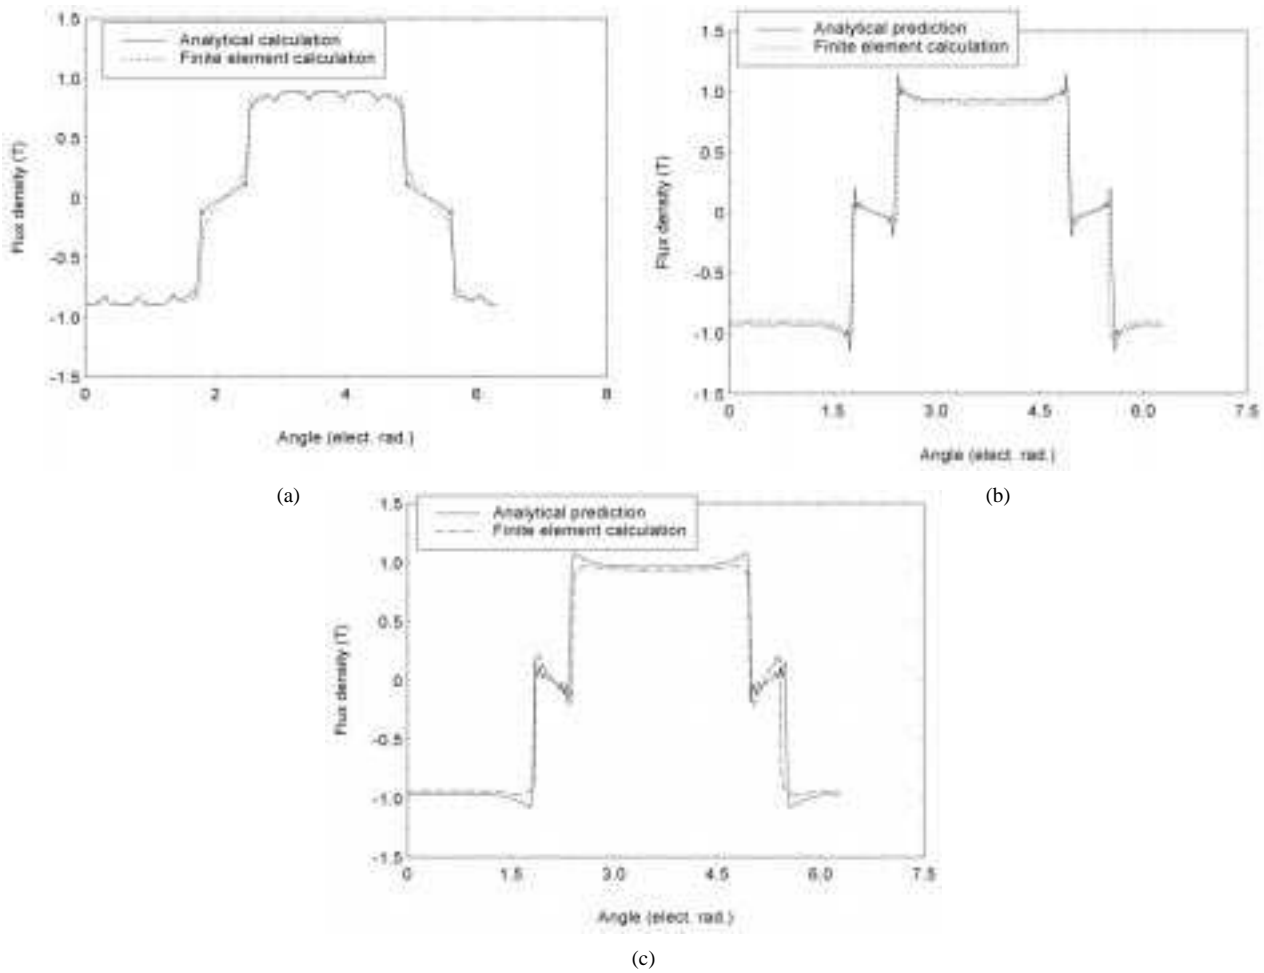 1.5
1.0
0.5
0
-0.5
-1.0
-1.5
Analytical calculation
Finite element calculation
Flux density (T)
0 2 4 6 8
Angle (elect. rad.)
(a)
1.5
1.0
0.5
0
-0.5
-1.0
-1.5
Analytical prediction
Finite element calculation
Flux density (T)
0 1.5 3.0 4.5 6.0 7.5
Angle (elect. rad.)
(b)
1.5
1.0
0.5
0
-0.5
-1.0
-1.5
Analytical prediction
Finite element calculation
Flux density (T)
0 1.5 3.0 4.5 6.0 7.5
Angle (elect. rad.)
(c)